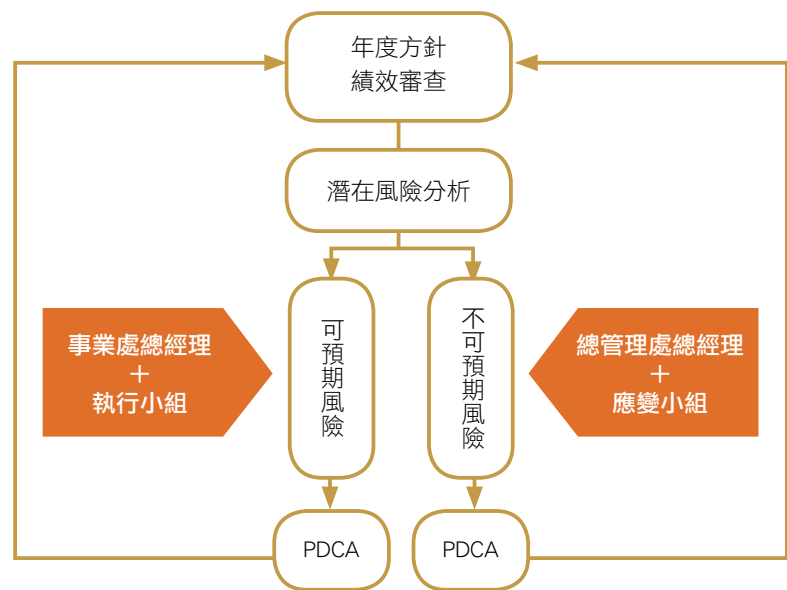 年度方針
績效審查
潛在風險分析
可預期風險
不可預期風險
事業處總經理
＋
執行小組
總管理處總經理
＋
應變小組
PDCA
PDCA